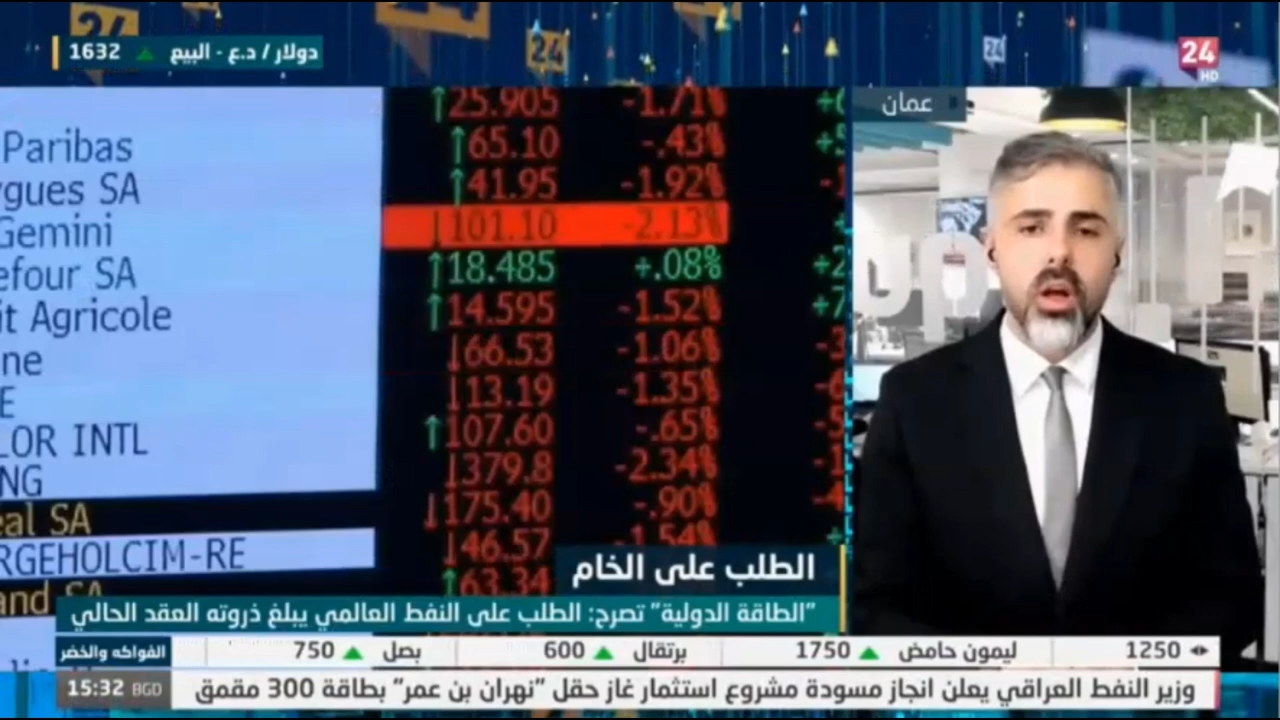 دولار / د.ع - البيع 1632
24
24
24
24
HD
عمان
↑25.905 -1.71%
Paribas ↑65.10 -.43%
ygues SA ↑41.95 -1.92%
Gemini ↓101.10 -2.13%
efour SA ↑18.485 +.08%
it Agricole ↑14.595 -1.52%
ne ↓66.53 -1.06%
E ↓13.19 -1.35%
LOR INTL ↑107.60 -.65%
NG ↓379.8 -2.34%
eal SA ↓175.40 -.90%
RGEHOLCIM-RE ↓46.57 -1.54%
and SA ↑63.34
الطلب على الخام
"الطاقة الدولية" تصرح: الطلب على النفط العالمي يبلغ ذروته العقد الحالي
الفواكه والخضر 750 بصل 600 برتقال 1750 ليمون حامض 1250
وزير النفط العراقي يعلن انجاز مسودة مشروع استثمار غاز حقل "نهران بن عمر" بطاقة 300 مقمق
15:32 BGD